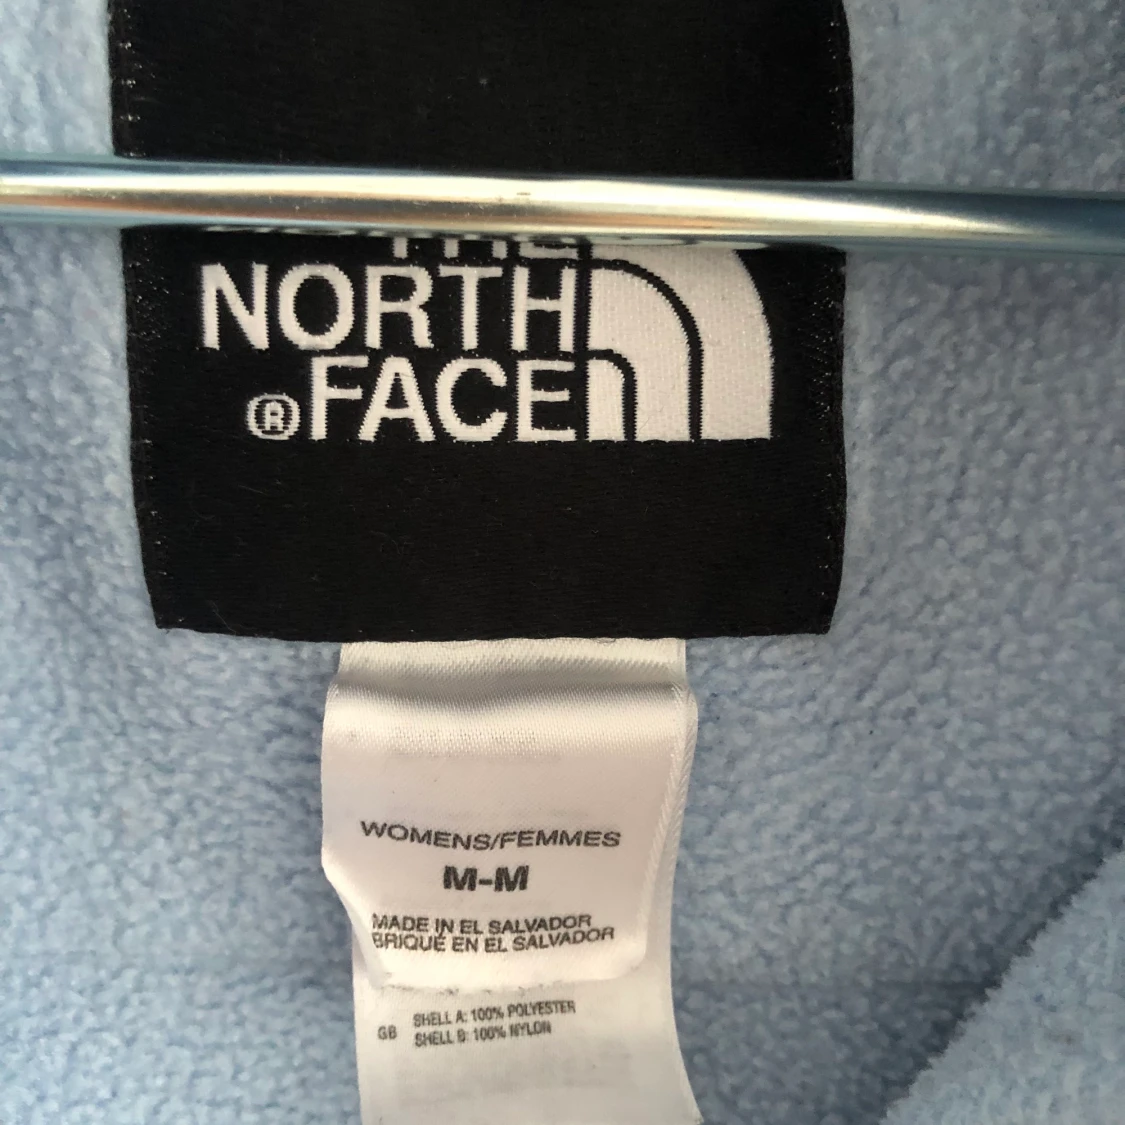 THE
NORTH
®FACE
WOMENS/FEMMES
M-M
MADE IN EL SALVADOR
BRIQUÉ EN EL SALVADOR
GB SHELL A: 100% POLYESTER
SHELL B: 100% NYLON